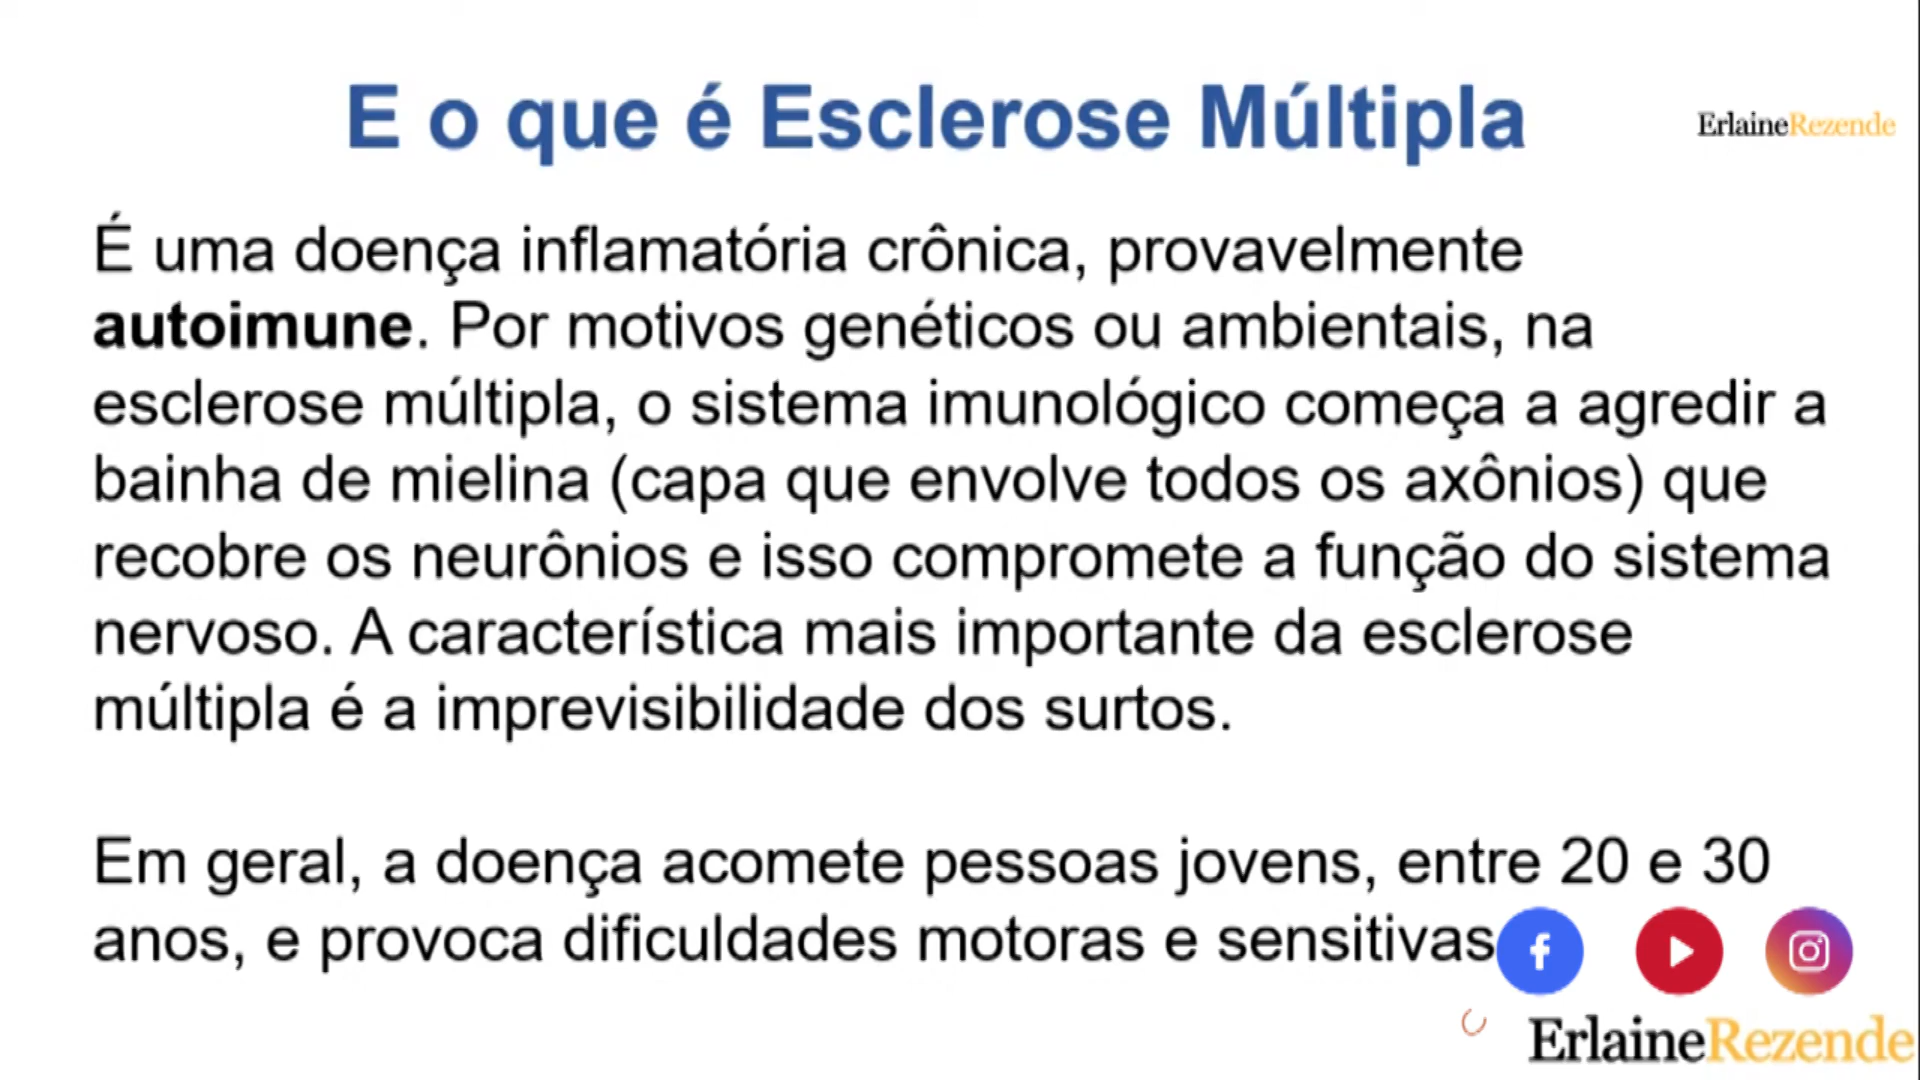 E o que é Esclerose Múltipla
ErlaineRezende
É uma doença inflamatória crônica, provavelmente
autoimune. Por motivos genéticos ou ambientais, na
esclerose múltipla, o sistema imunológico começa a agredir a
bainha de mielina (capa que envolve todos os axônios) que
recobre os neurônios e isso compromete a função do sistema
nervoso. A característica mais importante da esclerose
múltipla é a imprevisibilidade dos surtos.
Em geral, a doença acomete pessoas jovens, entre 20 e 30
anos, e provoca dificuldades motoras e sensitivas
ErlaineRezende